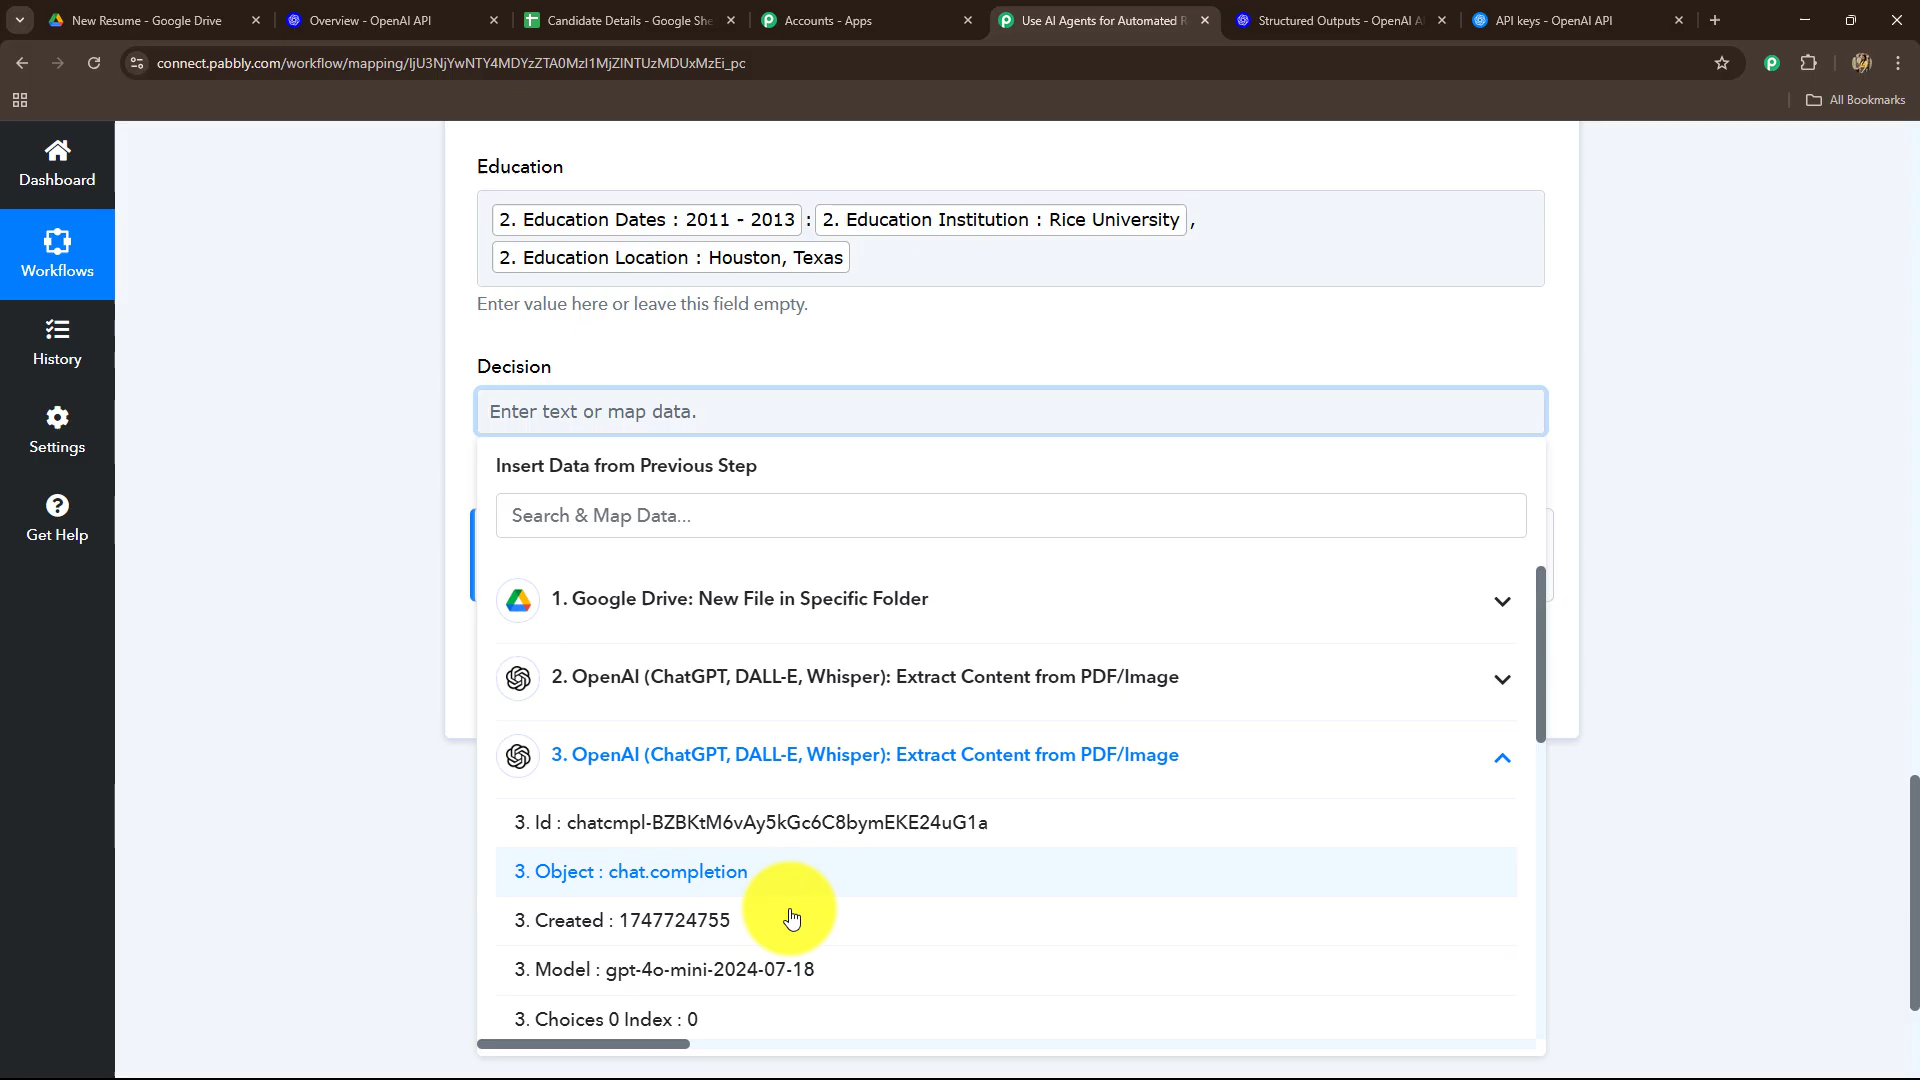 New Resume - Google Drive
Overview - OpenAI API
Candidate Details - Google She
Accounts - Apps
Use AI Agents for Automated R
Structured Outputs - OpenAI A
API keys - OpenAI API
connect.pabbly.com/workflow/mapping/IjU3NjYwNTY4MDYzZTA0MzI1MjZlNTUzMDUxMzEi_pc
All Bookmarks
Dashboard
Workflows
History
Settings
Get Help
Education
2. Education Dates : 2011 - 2013 : 2. Education Institution : Rice University ,
2. Education Location : Houston, Texas
Enter value here or leave this field empty.
Decision
Enter text or map data.
Insert Data from Previous Step
Search & Map Data...
1. Google Drive: New File in Specific Folder
2. OpenAI (ChatGPT, DALL-E, Whisper): Extract Content from PDF/Image
3. OpenAI (ChatGPT, DALL-E, Whisper): Extract Content from PDF/Image
3. Id : chatcmpl-BZBKtM6vAy5kGc6C8bymEKE24uG1a
3. Object : chat.completion
3. Created : 1747724755
3. Model : gpt-4o-mini-2024-07-18
3. Choices 0 Index : 0